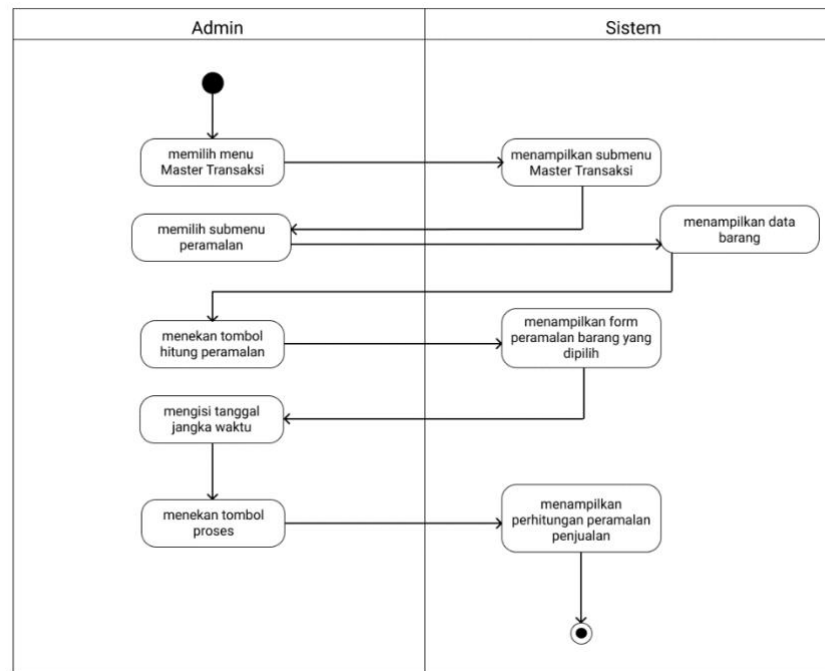 Admin
Sistem
memilih menu
Master Transaksi
menampilkan submenu
Master Transaksi
memilih submenu
peramalan
menampilkan data
barang
menekan tombol
hitung peramalan
menampilkan form
peramalan barang yang
dipilih
mengisi tanggal
jangka waktu
menekan tombol
proses
menampilkan
perhitungan peramalan
penjualan